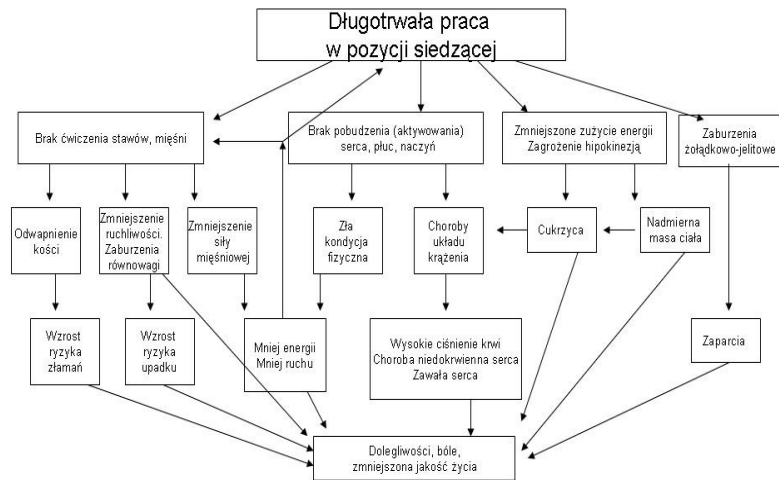 Długotrwała praca
w pozycji siedzącej
Brak ćwiczenia stawów, mięśni
Brak pobudzenia (aktywowania)
serca, płuc, naczyń
Zmniejszone zużycie energii
Zagrożenie hipokinezją
Zaburzenia
żołądkowo-jelitowe
Odwapnienie
kości
Zmniejszenie
ruchliwości.
Zaburzenia
równowagi
Zmniejszenie
siły
mięśniowej
Zła
kondycja
fizyczna
Choroby
układu
krążenia
Cukrzyca
Nadmierna
masa ciała
Wzrost
ryzyka
złamań
Wzrost
ryzyka
upadku
Mniej energii
Mniej ruchu
Wysokie ciśnienie krwi
Choroba niedokrwienna serca
Zawała serca
Zaparcia
Dolegliwości, bóle,
zmniejszona jakość życia